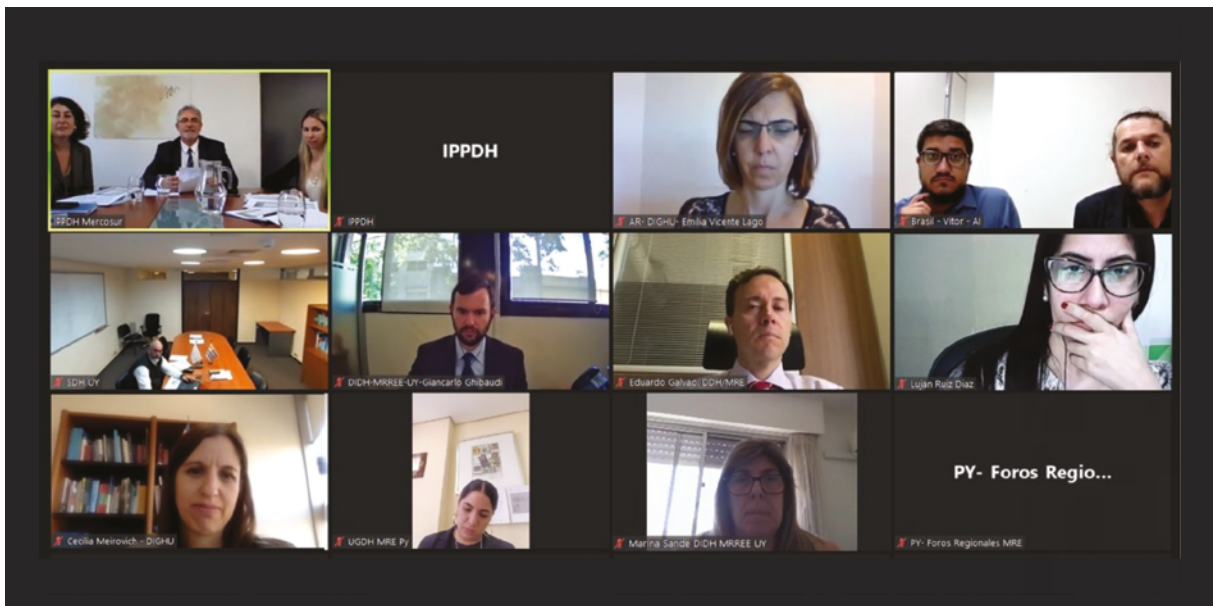 IPPDH Mercosur
IPPDH
IPPDH
AR- DIGHU- Emilia Vicente Lago
Brasil - Vitor - AI
SDH UY
DIDH-MRREE-UY-Giancarlo Ghibaudi
Eduardo Galvao. DDH/MRE
Luján Ruiz Diaz
Cecilia Meirovich - DIGHU
UGDH MRE Py
Marina Sande DIDH MRREE UY
PY- Foros Regio...
PY- Foros Regionales MRE